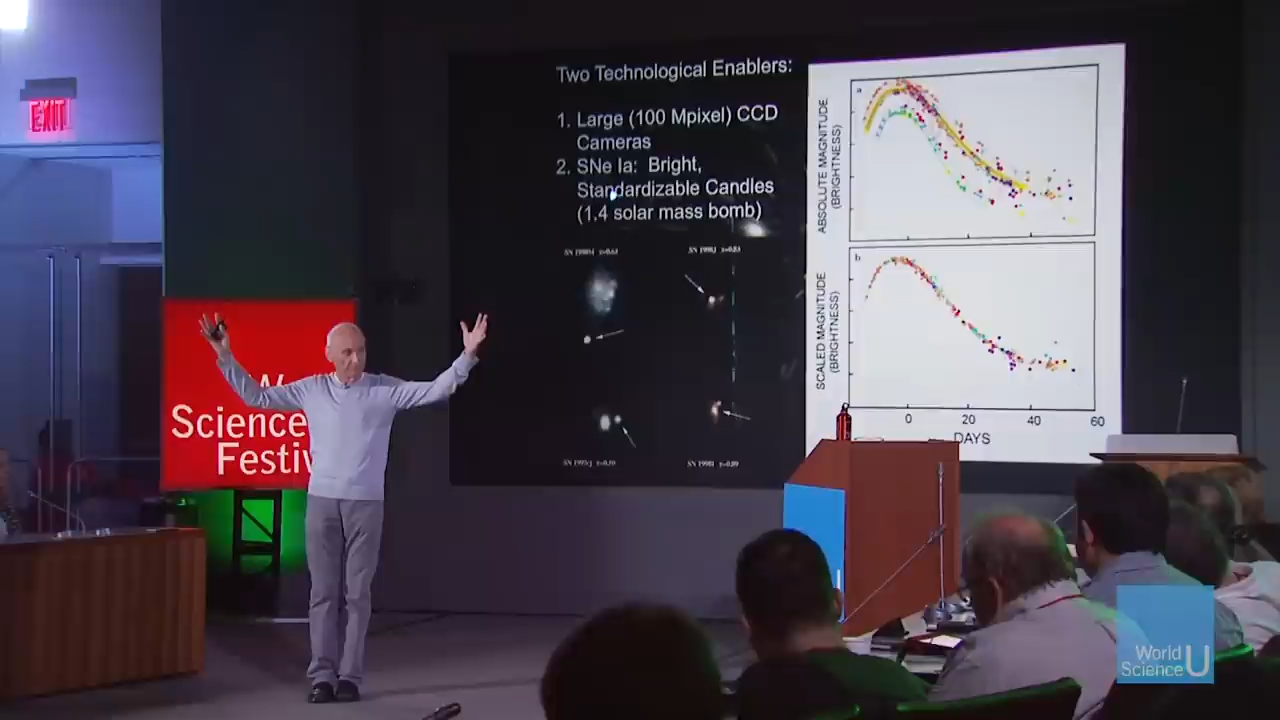 EXIT
Two Technological Enablers:
1. Large (100 Mpixel) CCD
Cameras
2. SNe Ia: Bright,
Standardizable Candles
(1.4 solar mass bomb)
a
ABSOLUTE MAGNITUDE
(BRIGHTNESS)
b
SCALED MAGNITUDE
(BRIGHTNESS)
0 20 40 60
DAYS
Science
Festiv
World
Science U